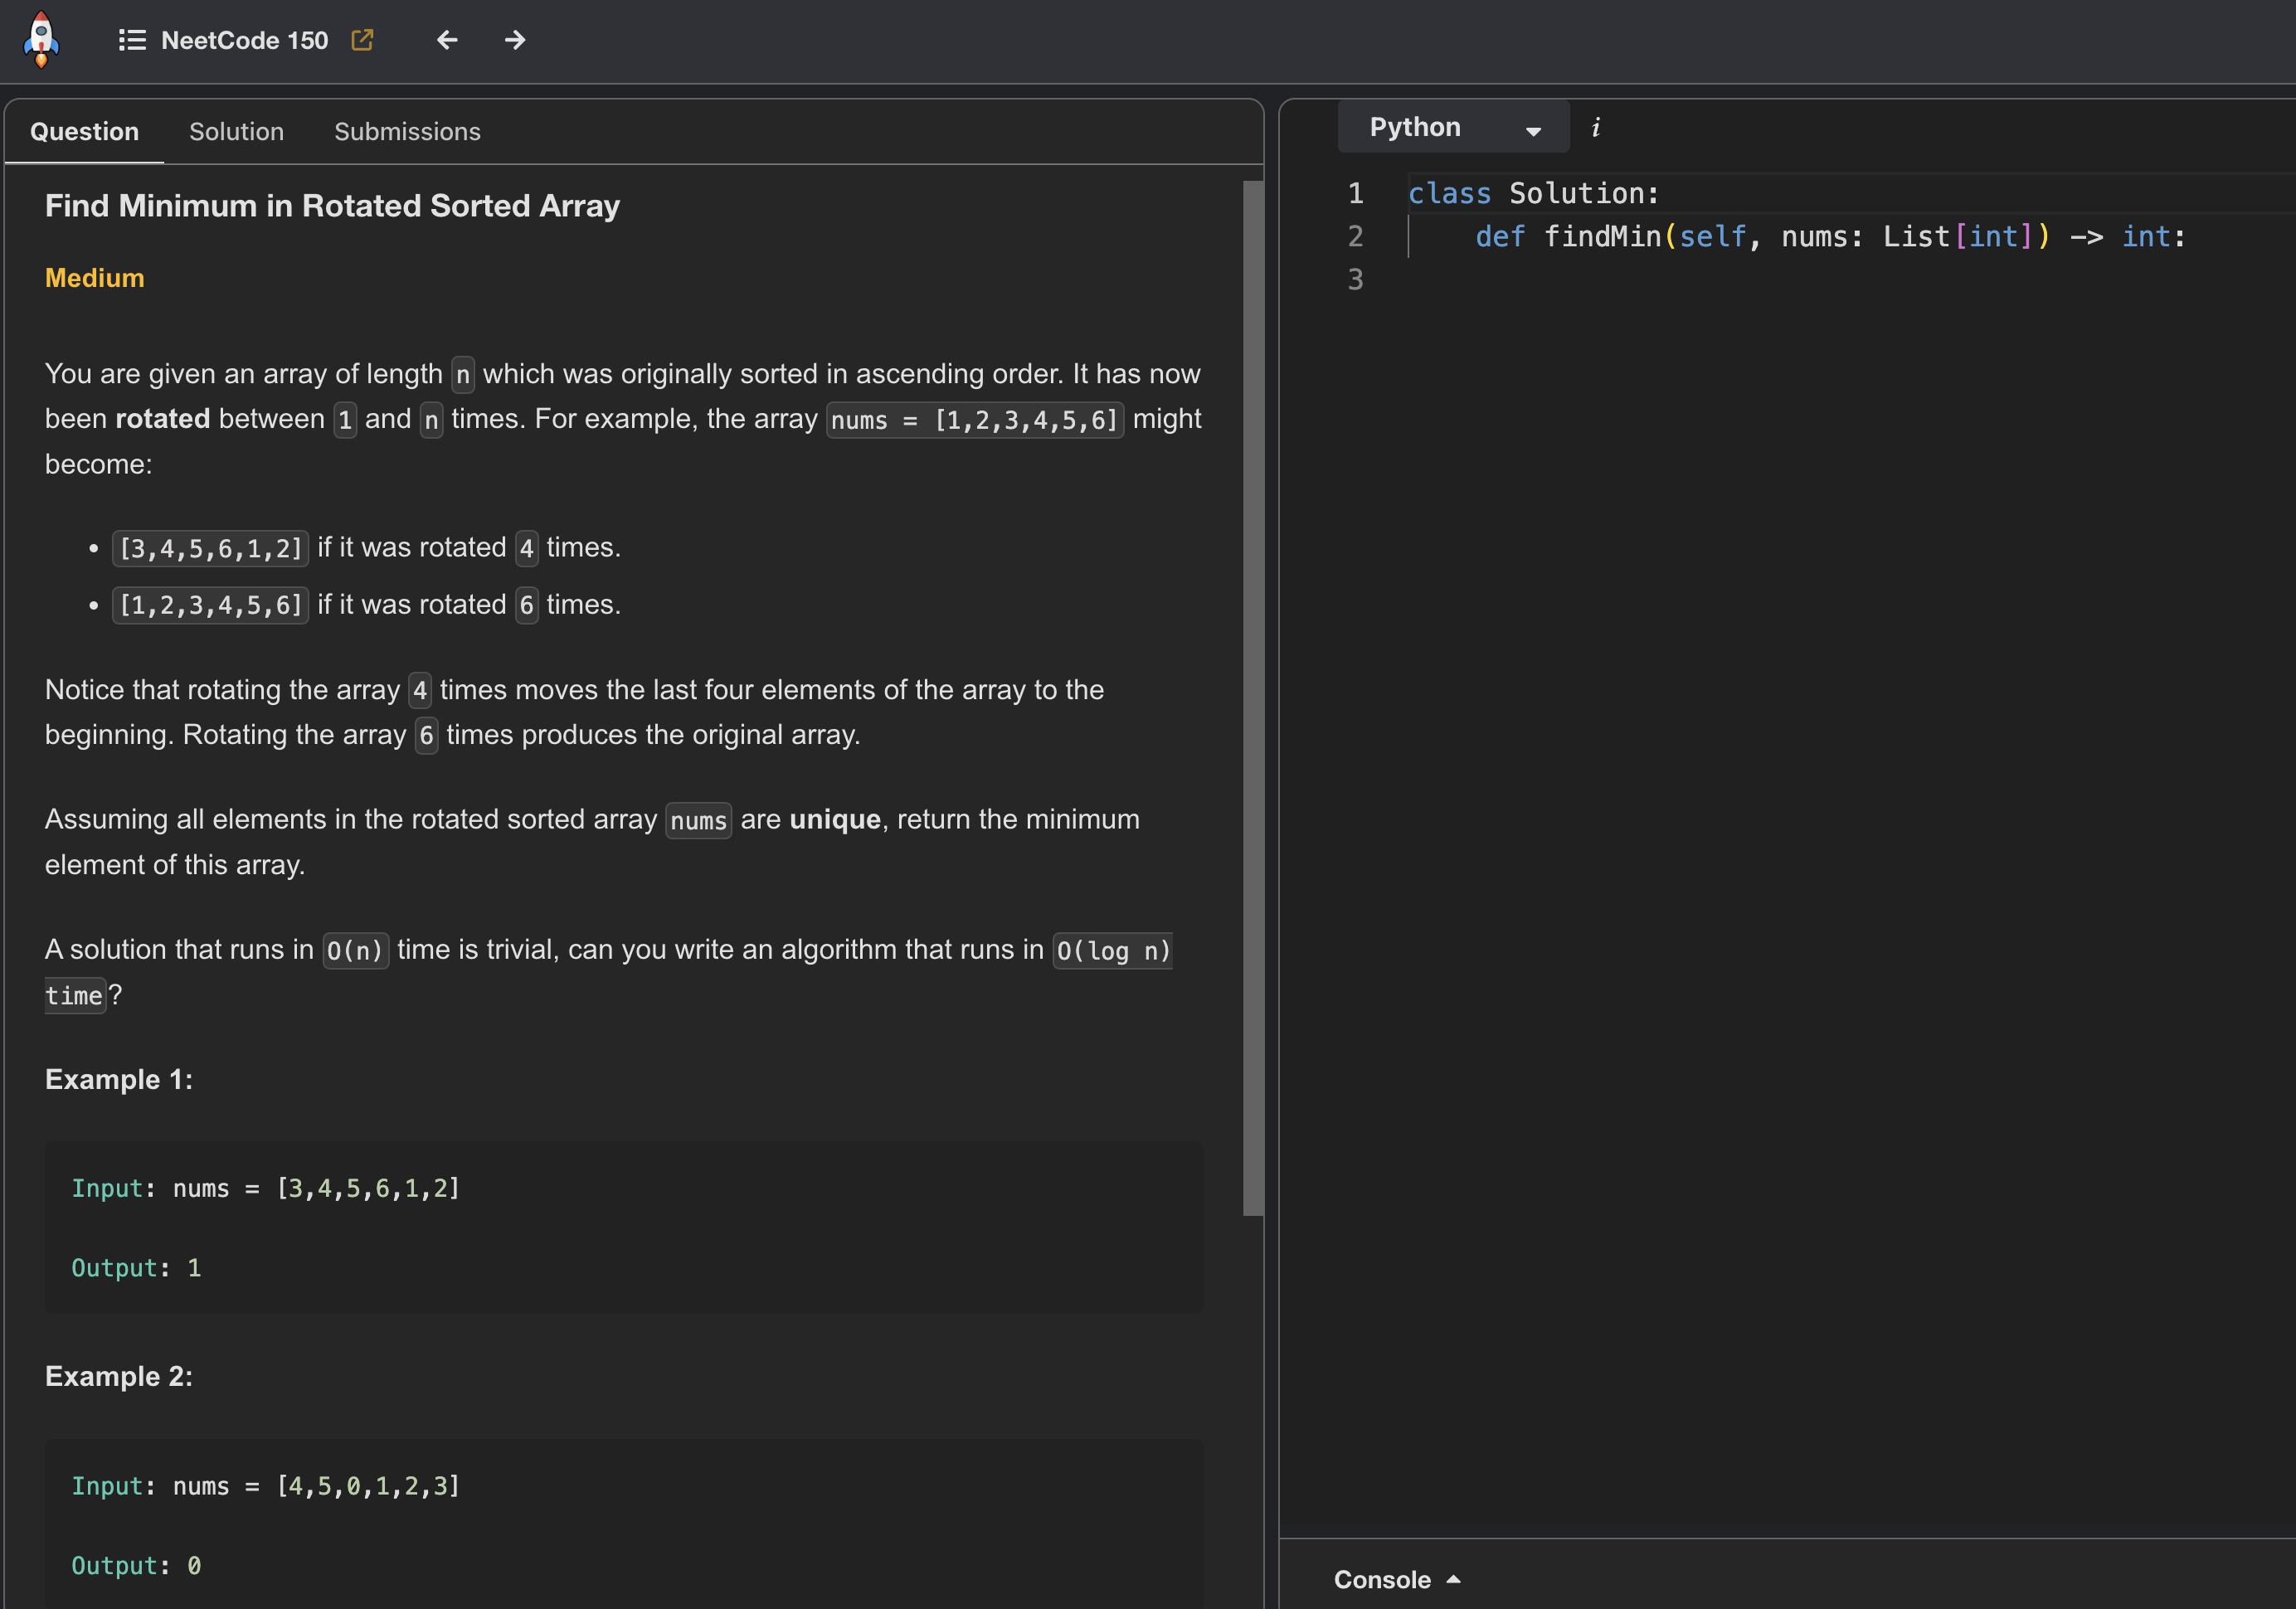 NeetCode 150
Question Solution Submissions
Find Minimum in Rotated Sorted Array
Medium
You are given an array of length n which was originally sorted in ascending order. It has now
been rotated between 1 and n times. For example, the array nums = [1,2,3,4,5,6] might
become:
• [3,4,5,6,1,2] if it was rotated 4 times.
• [1,2,3,4,5,6] if it was rotated 6 times.
Notice that rotating the array 4 times moves the last four elements of the array to the
beginning. Rotating the array 6 times produces the original array.
Assuming all elements in the rotated sorted array nums are unique, return the minimum
element of this array.
A solution that runs in O(n) time is trivial, can you write an algorithm that runs in O(log n)
time?
Example 1:
Input: nums = [3,4,5,6,1,2]
Output: 1
Example 2:
Input: nums = [4,5,0,1,2,3]
Output: 0
Python i
1 class Solution:
2     def findMin(self, nums: List[int]) -> int:
3
Console